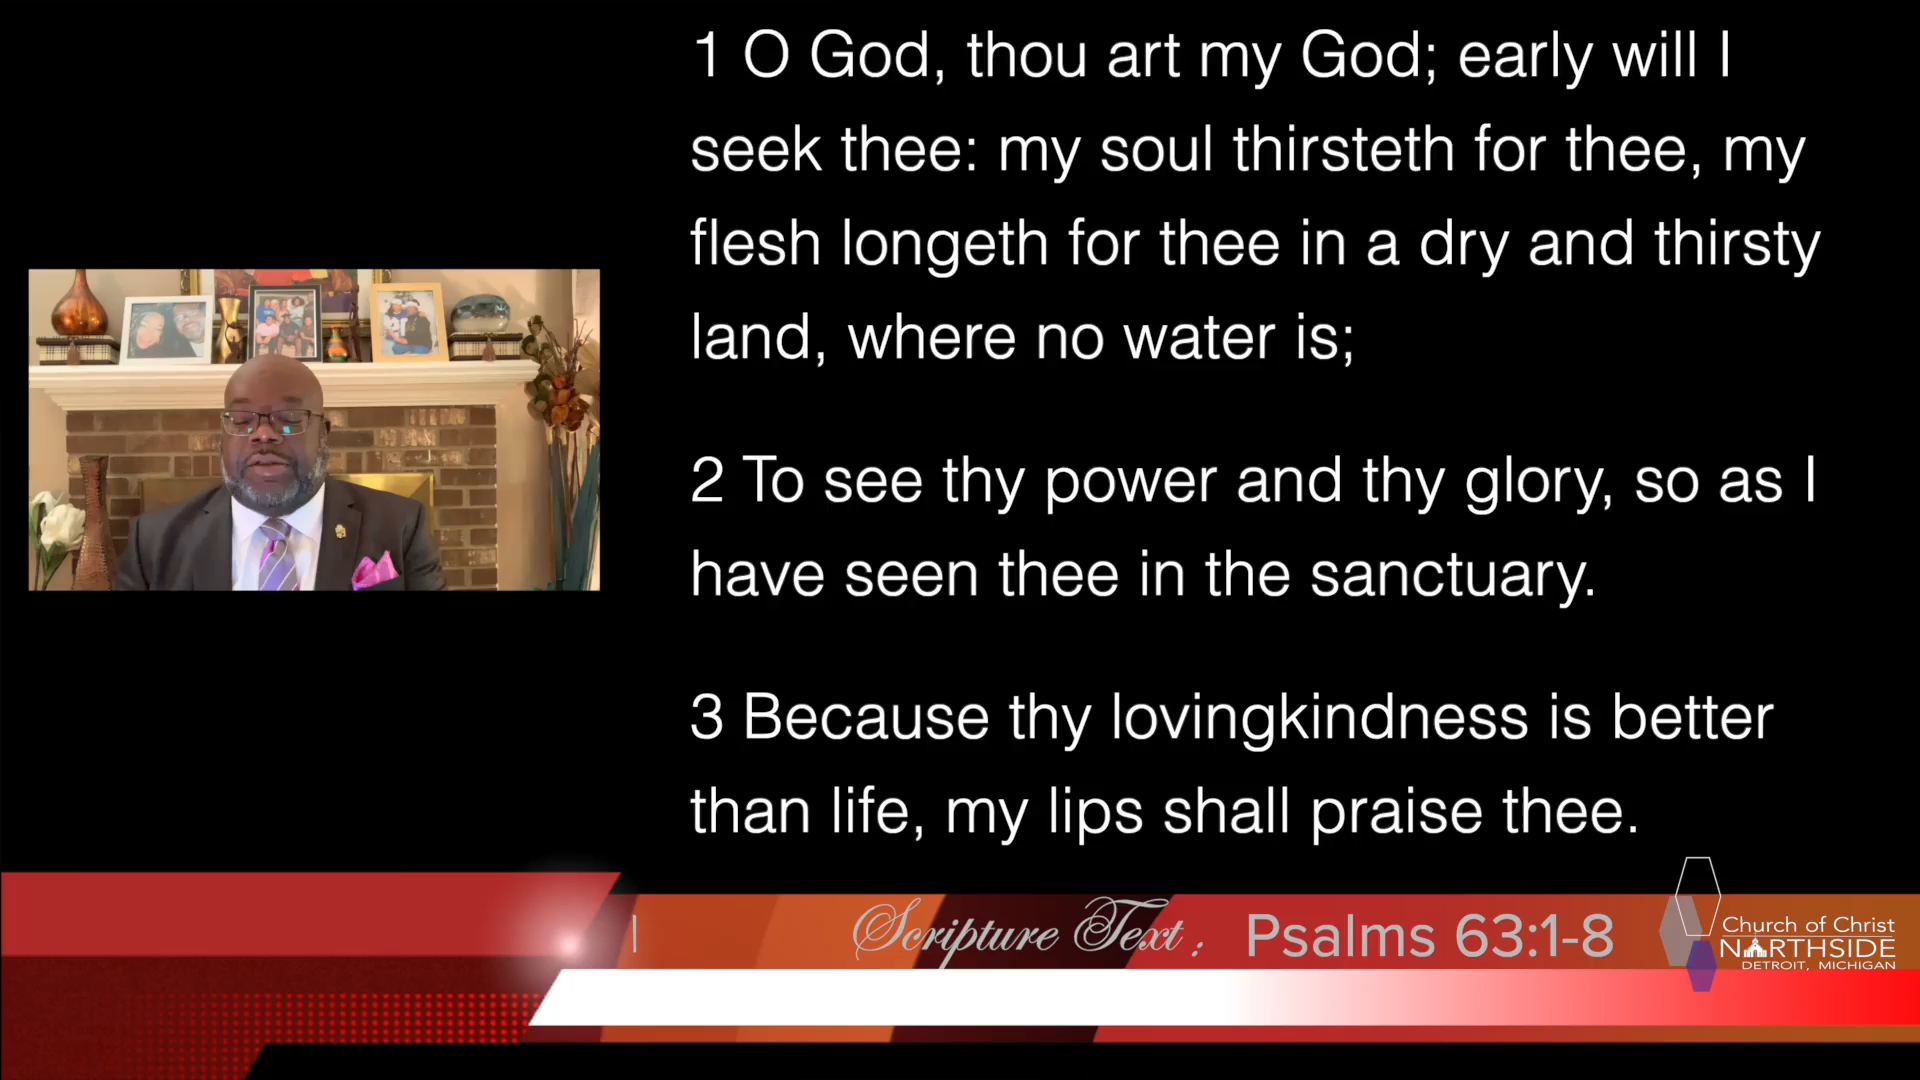 1 O God, thou art my God; early will I
seek thee: my soul thirsteth for thee, my
flesh longeth for thee in a dry and thirsty
land, where no water is;
2 To see thy power and thy glory, so as I
have seen thee in the sanctuary.
3 Because thy lovingkindness is better
than life, my lips shall praise thee.
Scripture Text : Psalms 63:1-8
Church of Christ
NORTHSIDE
DETROIT, MICHIGAN